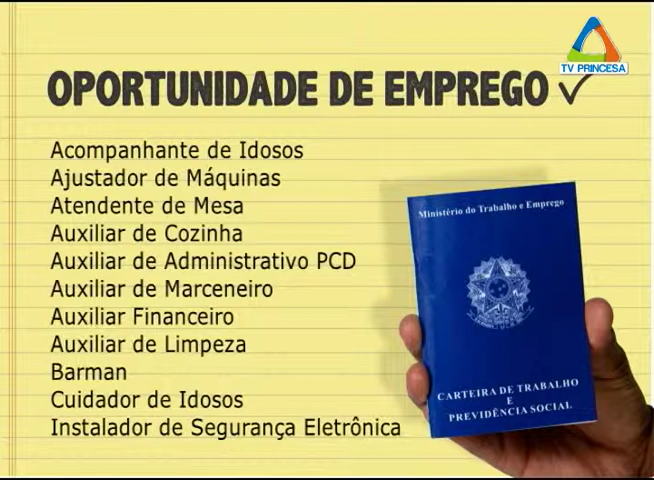 TV PRINCESA
OPORTUNIDADE DE EMPREGO
Acompanhante de Idosos
Ajustador de Máquinas
Atendente de Mesa
Auxiliar de Cozinha
Auxiliar de Administrativo PCD
Auxiliar de Marceneiro
Auxiliar Financeiro
Auxiliar de Limpeza
Barman
Cuidador de Idosos
Instalador de Segurança Eletrônica
Ministério do Trabalho e Emprego
CARTEIRA DE TRABALHO
E
PREVIDÊNCIA SOCIAL